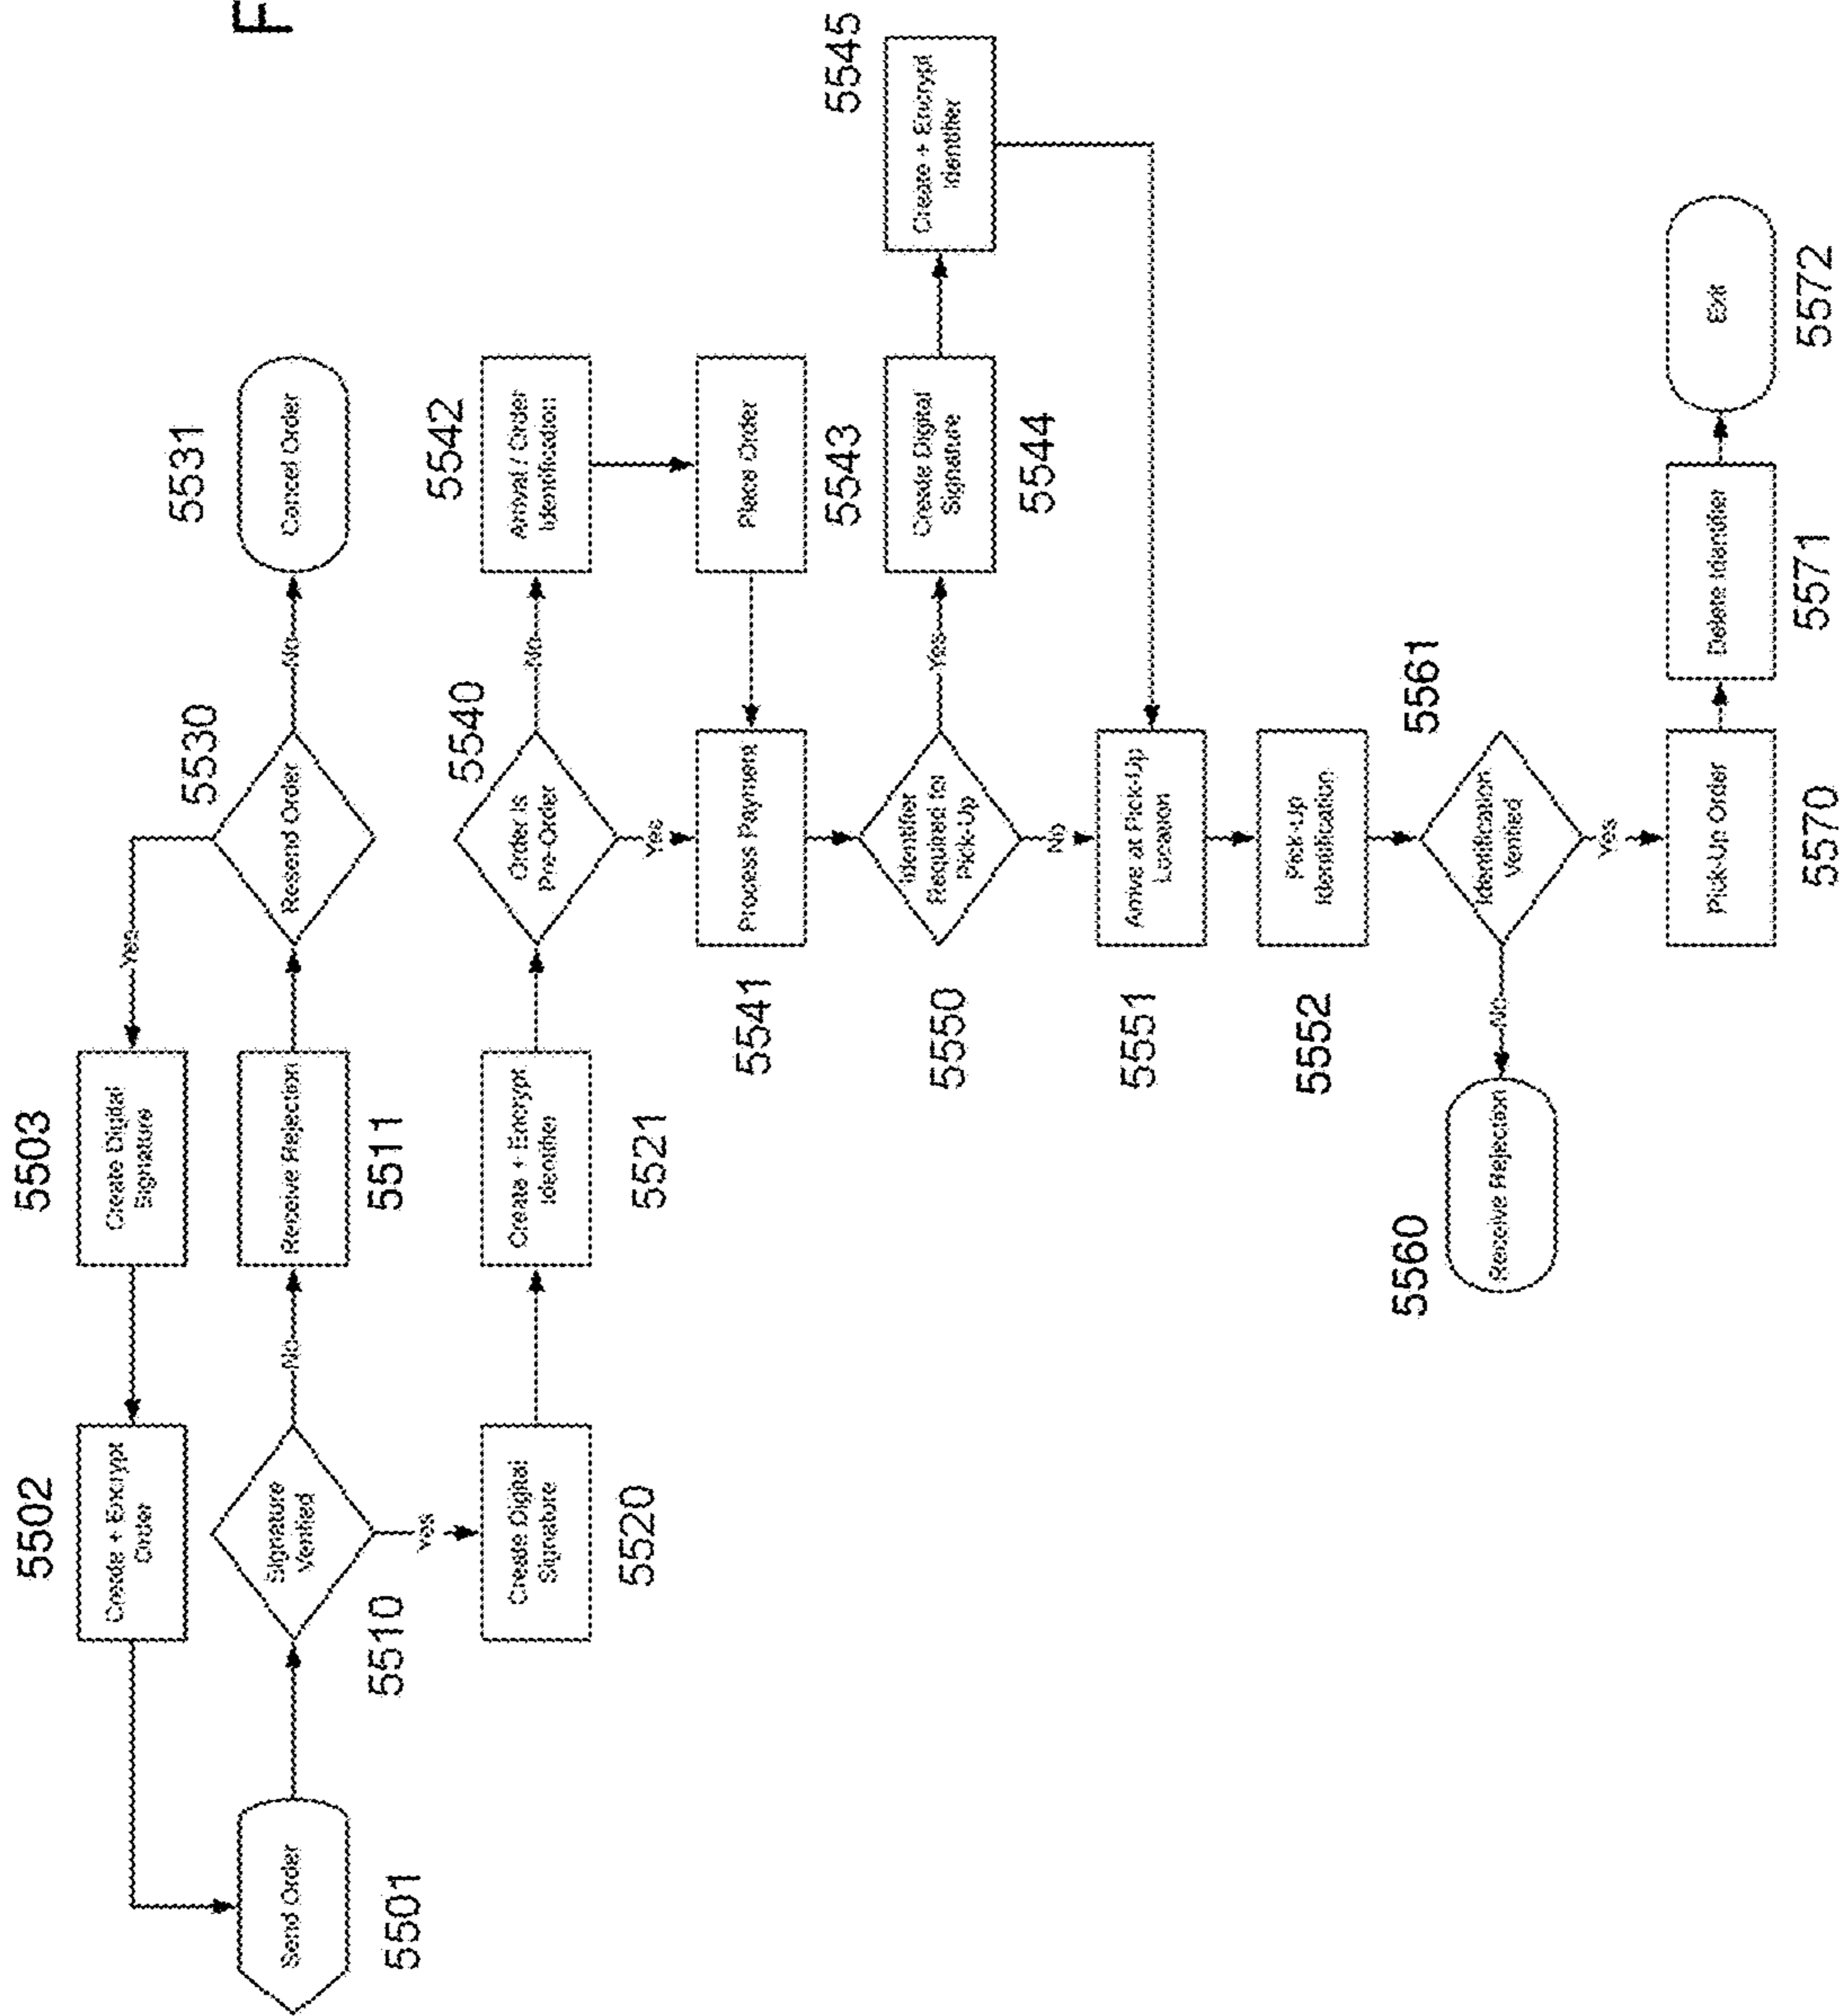 F
5503
Create Digital
Signature
5502
Create + Encrypt
Order
Yes
5501
Send Order
5510
Signature
Verified
No
5511
Receive Rejection
5530
Resend Order
No
5531
Cancel Order
Yes
5520
Create Digital
Signature
5521
Create + Encrypt
Identifier
5540
Order is
Pre-Order
No
5542
Arrival / Order
Identification
Yes
5541
Process Payment
Place Order
5543
5550
Identifier
Required to
Pick-Up
Yes
Create Digital
Signature
5544
5545
Create + Encrypt
Identifier
No
5551
Arrive at Pick-Up
Location
5552
Pick-Up
Identification
5561
Identification
Verified
No
5560
Receive Rejection
Yes
Pick-Up Order
5570
Delete Identifier
5571
Exit
5572